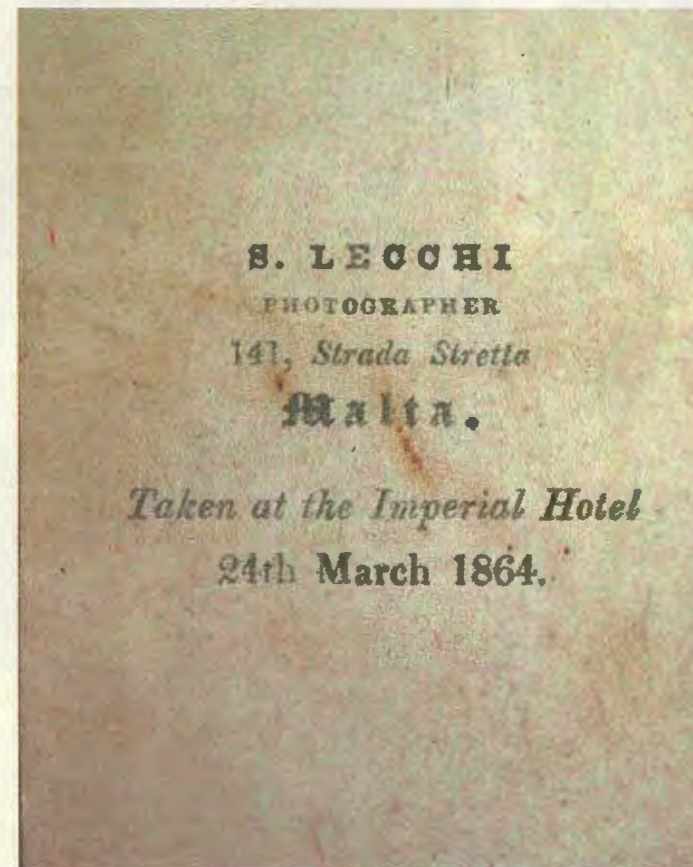 S. LECCHI
PHOTOGRAPHER
141, Strada Stretta
Malta.
Taken at the Imperial Hotel
24th March 1864.